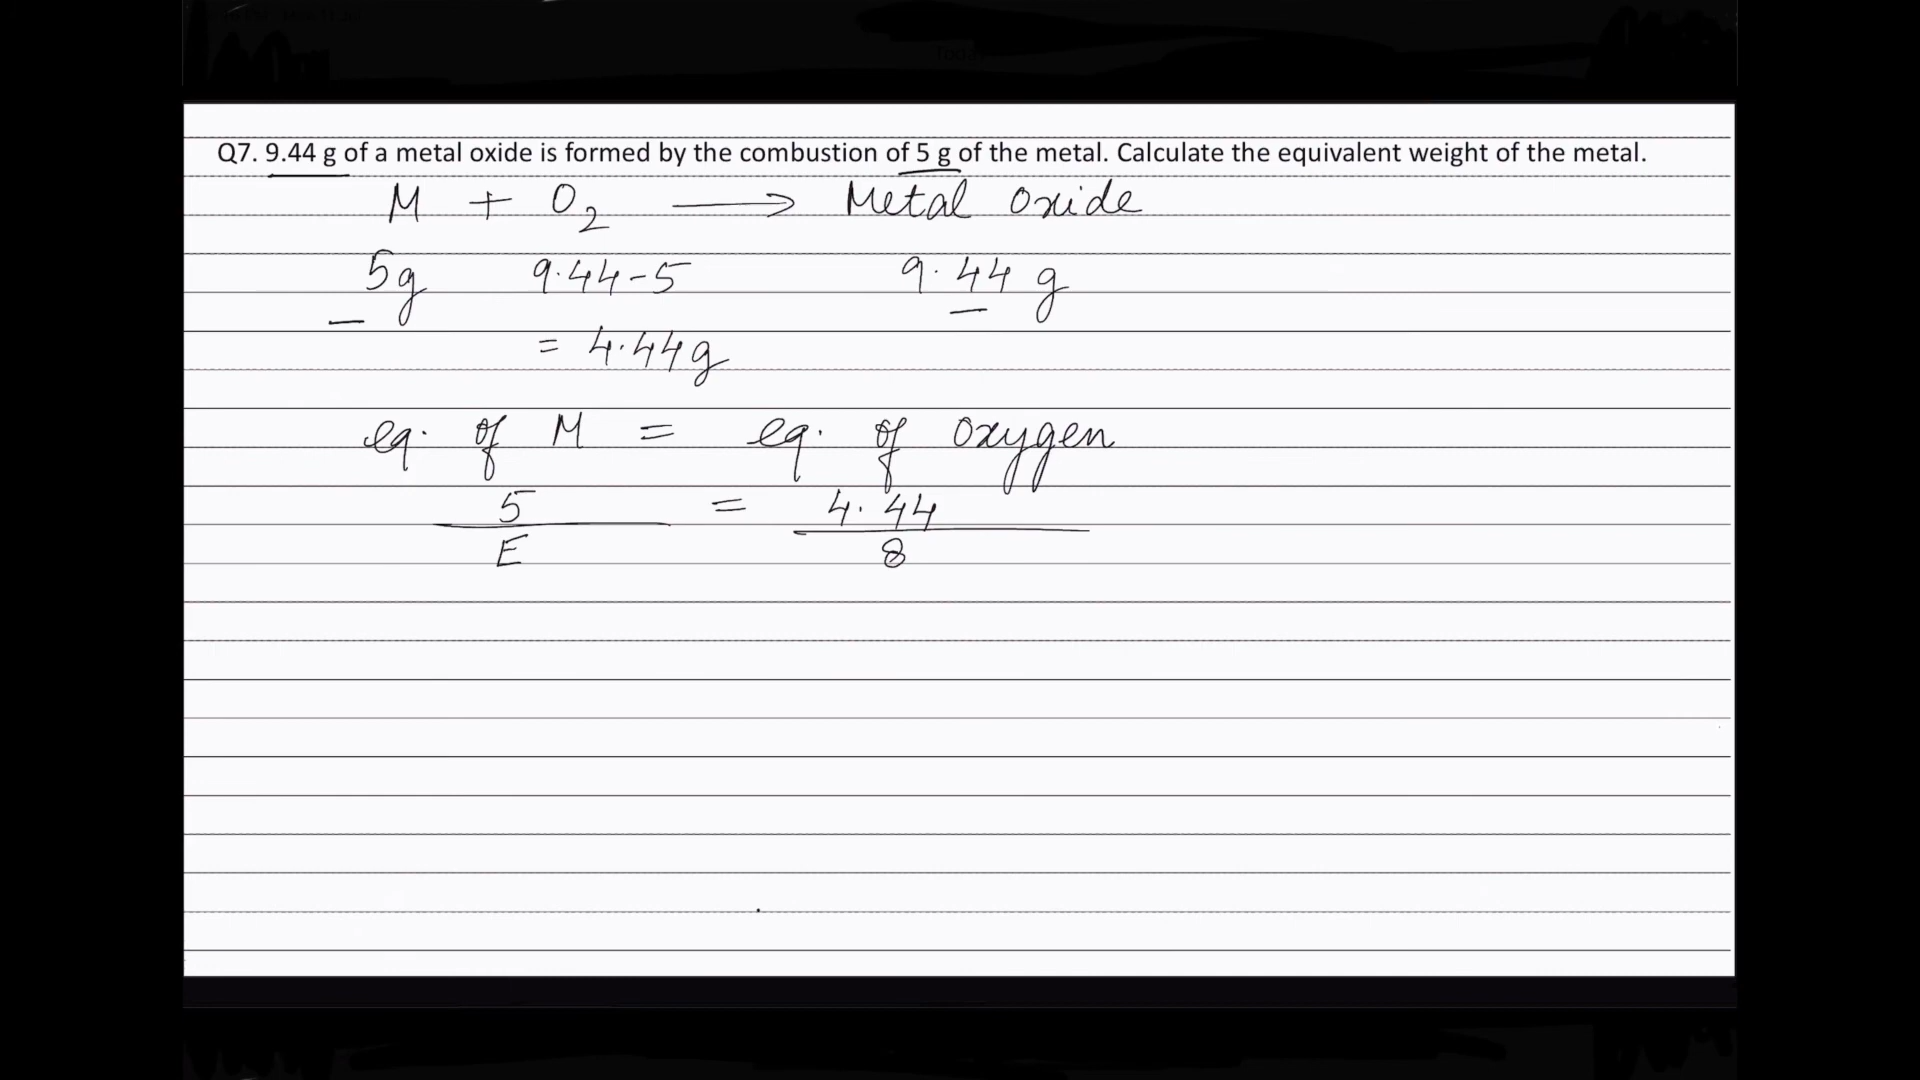 Q7. 9.44 g of a metal oxide is formed by the combustion of 5 g of the metal. Calculate the equivalent weight of the metal.
M + O₂ ⟶ Metal Oxide
5g 9.44-5 9.44 g
= 4.44g
eq. of M = eq. of oxygen
5 = 4.44
E 8